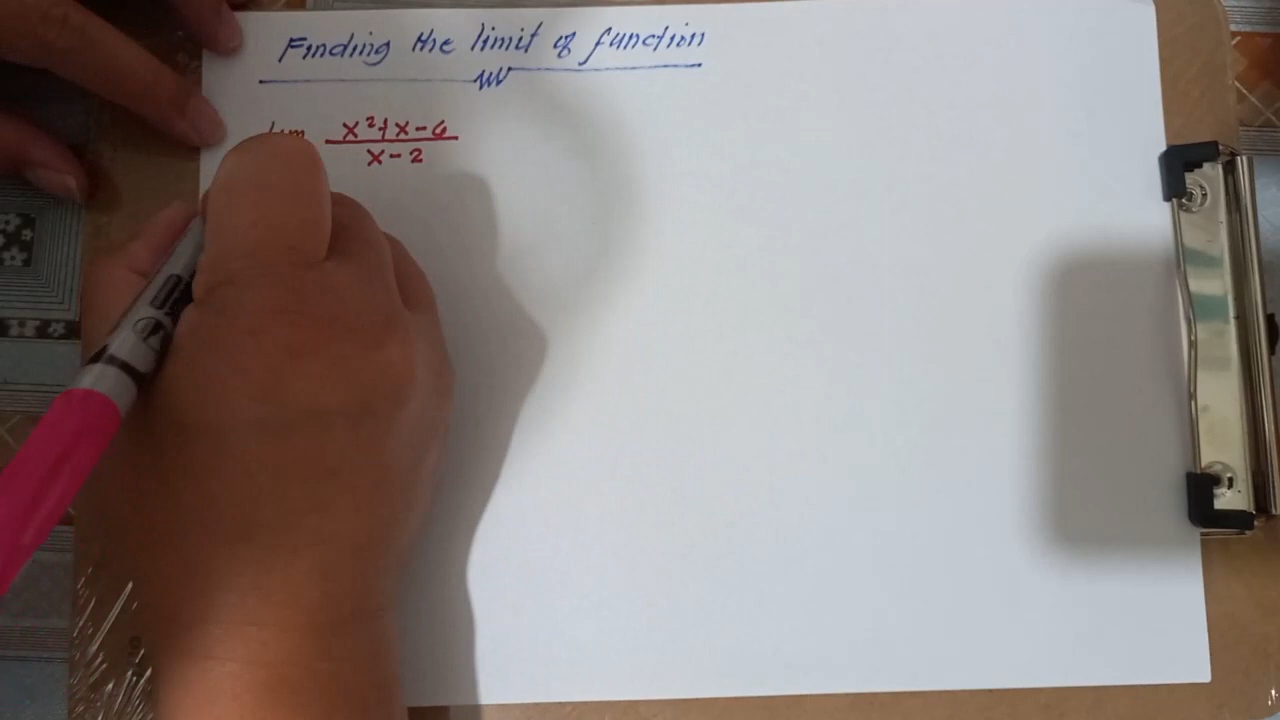 Finding the limit of function
lim x²+x-6
x-2